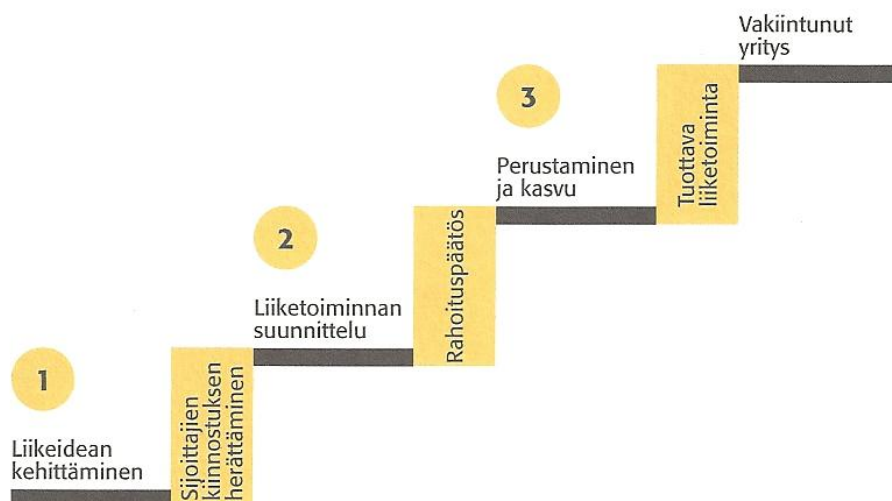 1
Liikeidean
kehittäminen
Sijoittajien
kiinnostuksen
herättäminen
2
Liiketoiminnan
suunnittelu
Rahoituspäätös
3
Perustaminen
ja kasvu
Tuottava
liiketoiminta
Vakiintunut
yritys